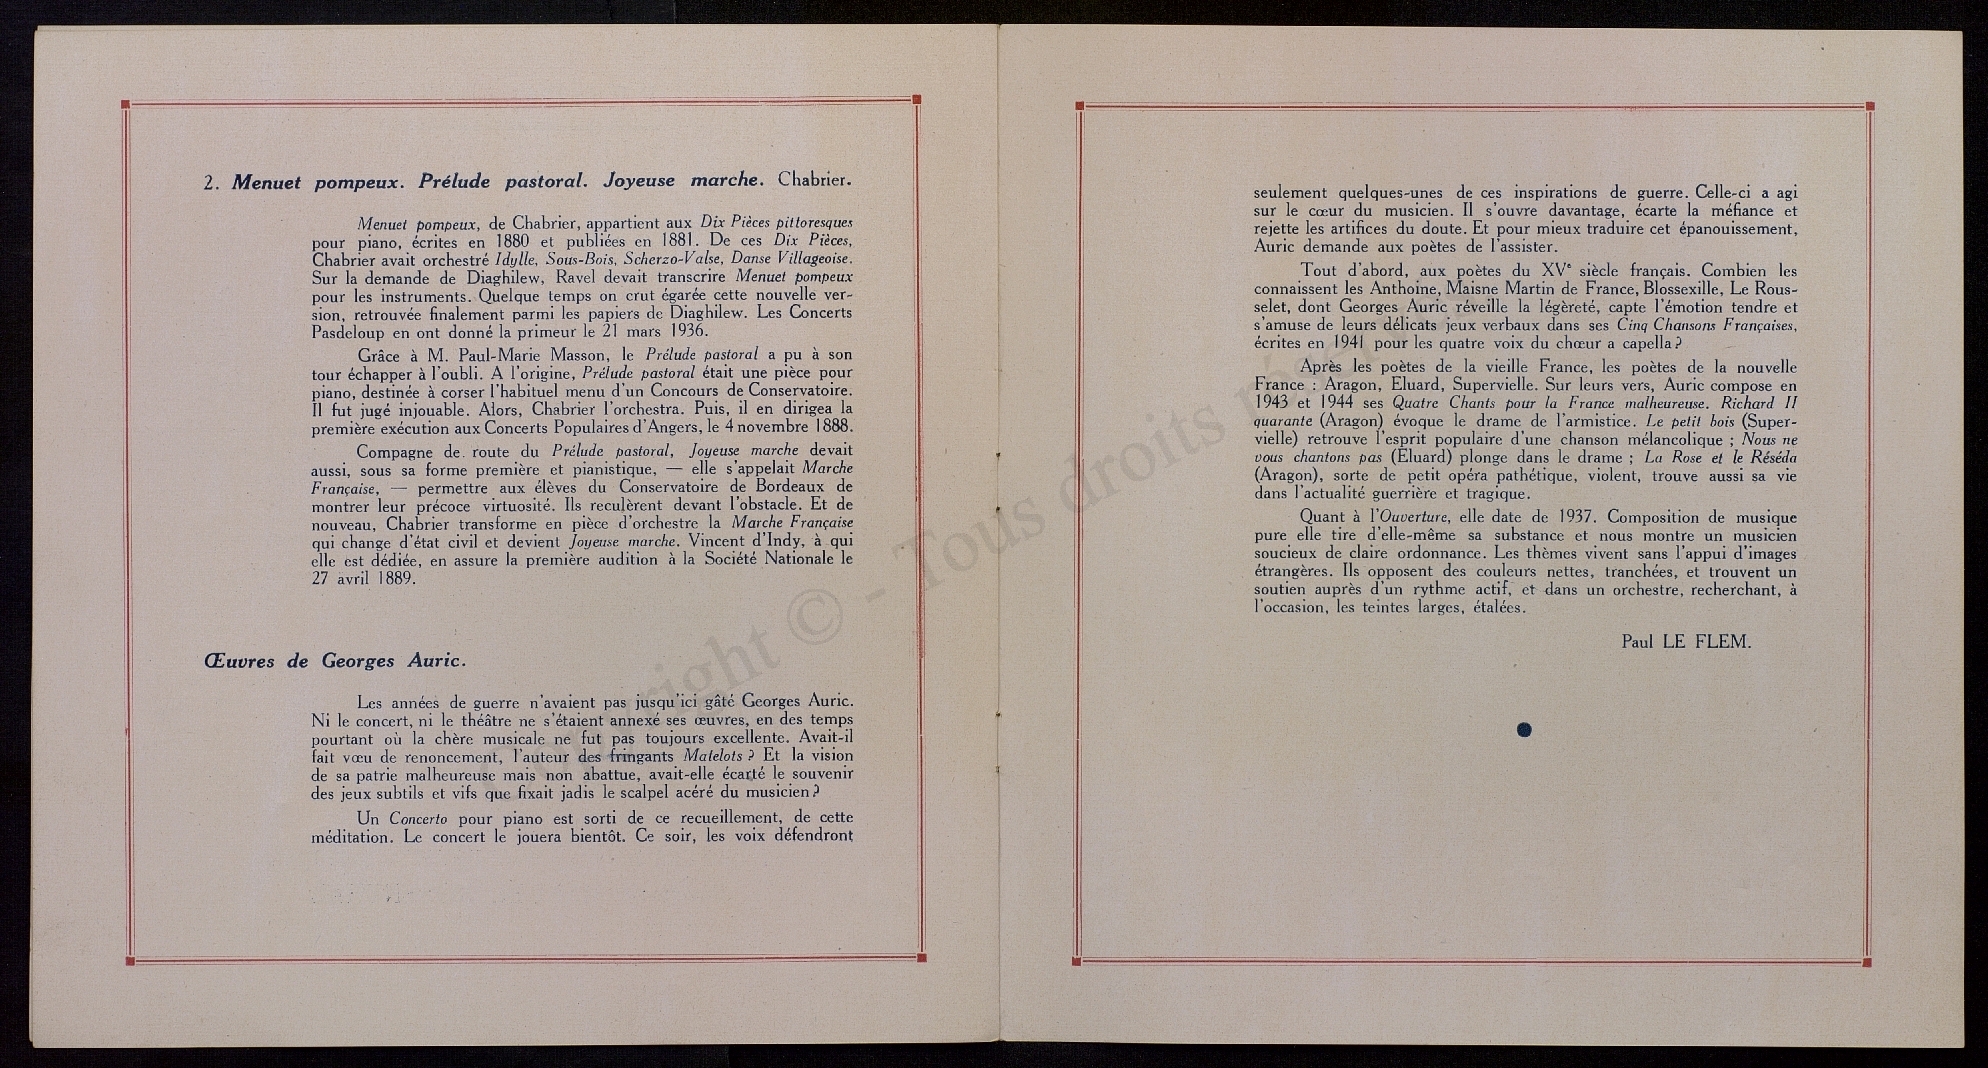 2. Menuet pompeux. Prélude pastoral. Joyeuse marche. Chabrier.
Menuet pompeux, de Chabrier, appartient aux Dix Pièces pittoresques
pour piano, écrites en 1880 et publiées en 1881. De ces Dix Pièces,
Chabrier avait orchestré Idylle, Sous-Bois, Scherzo-Valse, Danse Villageoise.
Sur la demande de Diaghilew, Ravel devait transcrire Menuet pompeux
pour les instruments. Quelque temps on crut égarée cette nouvelle ver-
sion, retrouvée finalement parmi les papiers de Diaghilew. Les Concerts
Pasdeloup en ont donné la primeur le 21 mars 1936.
Grâce à M. Paul-Marie Masson, le Prélude pastoral a pu à son
tour échapper à l'oubli. A l'origine, Prélude pastoral était une pièce pour
piano, destinée à corser l'habituel menu d'un Concours de Conservatoire.
Il fut jugé injouable. Alors, Chabrier l'orchestra. Puis, il en dirigea la
première exécution aux Concerts Populaires d'Angers, le 4 novembre 1888.
Compagne de route du Prélude pastoral, Joyeuse marche devait
aussi, sous sa forme première et pianistique, — elle s'appelait Marche
Française, — permettre aux élèves du Conservatoire de Bordeaux de
montrer leur précoce virtuosité. Ils reculèrent devant l'obstacle. Et de
nouveau, Chabrier transforme en pièce d'orchestre la Marche Française
qui change d'état civil et devient Joyeuse marche. Vincent d'Indy, à qui
elle est dédiée, en assure la première audition à la Société Nationale le
27 avril 1889.
Œuvres de Georges Auric.
Les années de guerre n'avaient pas jusqu'ici gâté Georges Auric.
Ni le concert, ni le théâtre ne s'étaient annexé ses œuvres, en des temps
pourtant où la chère musicale ne fut pas toujours excellente. Avait-il
fait vœu de renoncement, l'auteur des fringants Matelots ? Et la vision
de sa patrie malheureuse mais non abattue, avait-elle écarté le souvenir
des jeux subtils et vifs que fixait jadis le scalpel acéré du musicien ?
Un Concerto pour piano est sorti de ce recueillement, de cette
méditation. Le concert le jouera bientôt. Ce soir, les voix défendront
seulement quelques-unes de ces inspirations de guerre. Celle-ci a agi
sur le cœur du musicien. Il s'ouvre davantage, écarte la méfiance et
rejette les artifices du doute. Et pour mieux traduire cet épanouissement,
Auric demande aux poètes de l'assister.
Tout d'abord, aux poètes du XVe siècle français. Combien les
connaissent les Anthoine, Maisne Martin de France, Blossexille, Le Rous-
selet, dont Georges Auric réveille la légèreté, capte l'émotion tendre et
s'amuse de leurs délicats jeux verbaux dans ses Cinq Chansons Françaises,
écrites en 1941 pour les quatre voix du chœur a capella ?
Après les poètes de la vieille France, les poètes de la nouvelle
France : Aragon, Eluard, Supervielle. Sur leurs vers, Auric compose en
1943 et 1944 ses Quatre Chants pour la France malheureuse. Richard II
quarante (Aragon) évoque le drame de l'armistice. Le petit bois (Super-
vielle) retrouve l'esprit populaire d'une chanson mélancolique ; Nous ne
vous chantons pas (Eluard) plonge dans le drame ; La Rose et le Réséda
(Aragon), sorte de petit opéra pathétique, violent, trouve aussi sa vie
dans l'actualité guerrière et tragique.
Quant à l'Ouverture, elle date de 1937. Composition de musique
pure elle tire d'elle-même sa substance et nous montre un musicien
soucieux de claire ordonnance. Les thèmes vivent sans l'appui d'images
étrangères. Ils opposent des couleurs nettes, tranchées, et trouvent un
soutien auprès d'un rythme actif, et dans un orchestre, recherchant, à
l'occasion, les teintes larges, étalées.
Paul LE FLEM.
Copyright © - Tous droits réservés